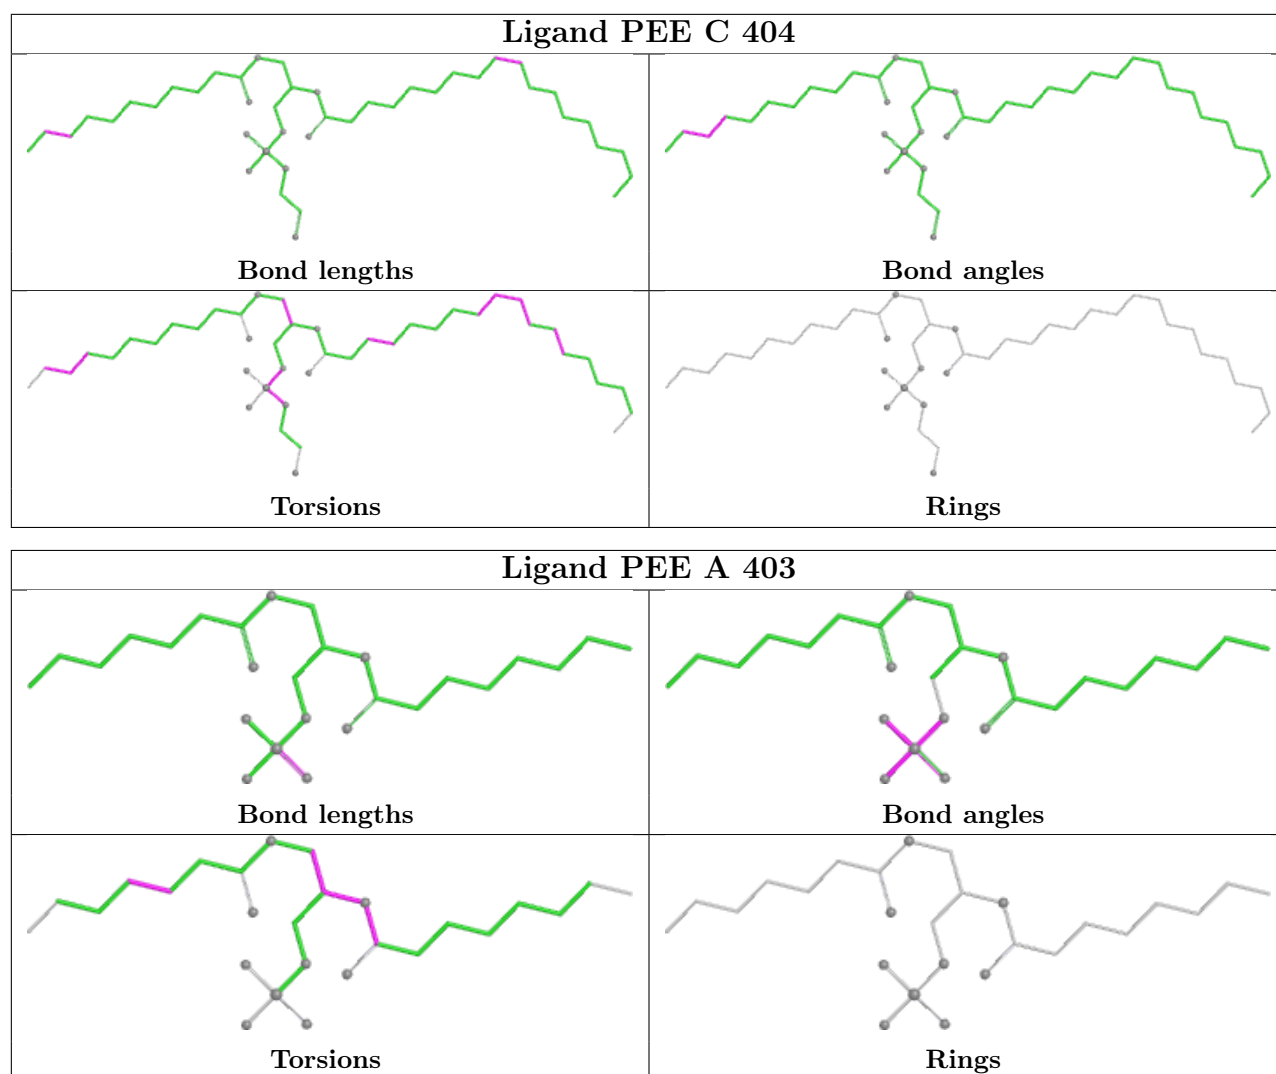 Ligand PEE C 404
Bond lengths
Bond angles
Torsions
Rings
Ligand PEE A 403
Bond lengths
Bond angles
Torsions
Rings